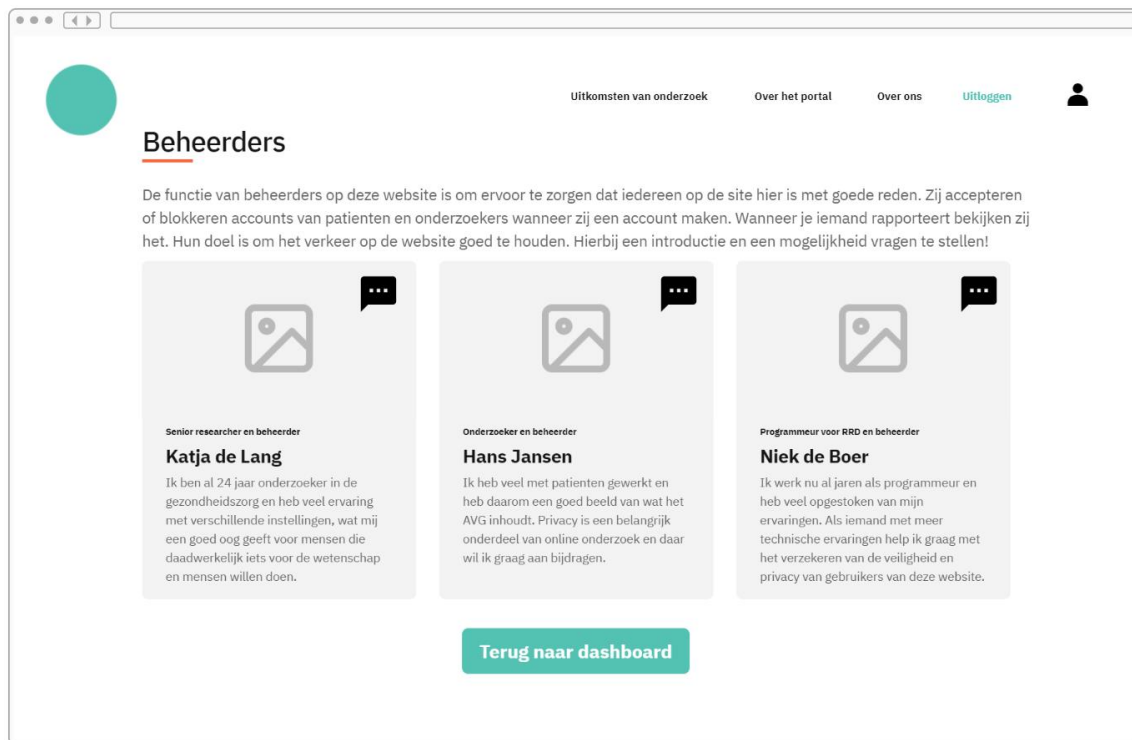 Uitkomsten van onderzoek
Over het portal
Over ons
Uitloggen
Beheerders
De functie van beheerders op deze website is om ervoor te zorgen dat iedereen op de site hier is met goede reden. Zij accepteren
of blokkeren accounts van patienten en onderzoekers wanneer zij een account maken. Wanneer je iemand rapporteert bekijken zij
het. Hun doel is om het verkeer op de website goed te houden. Hierbij een introductie en een mogelijkheid vragen te stellen!
Senior researcher en beheerder
Katja de Lang
Ik ben al 24 jaar onderzoeker in de
gezondheidszorg en heb veel ervaring
met verschillende instellingen, wat mij
een goed oog geeft voor mensen die
daadwerkelijk iets voor de wetenschap
en mensen willen doen.
Onderzoeker en beheerder
Hans Jansen
Ik heb veel met patienten gewerkt en
heb daarom een goed beeld van wat het
AVG inhoudt. Privacy is een belangrijk
onderdeel van online onderzoek en daar
wil ik graag aan bijdragen.
Programmeur voor RRD en beheerder
Niek de Boer
Ik werk nu al jaren als programmeur en
heb veel opgestoken van mijn
ervaringen. Als iemand met meer
technische ervaringen help ik graag met
het verzekeren van de veiligheid en
privacy van gebruikers van deze website.
Terug naar dashboard